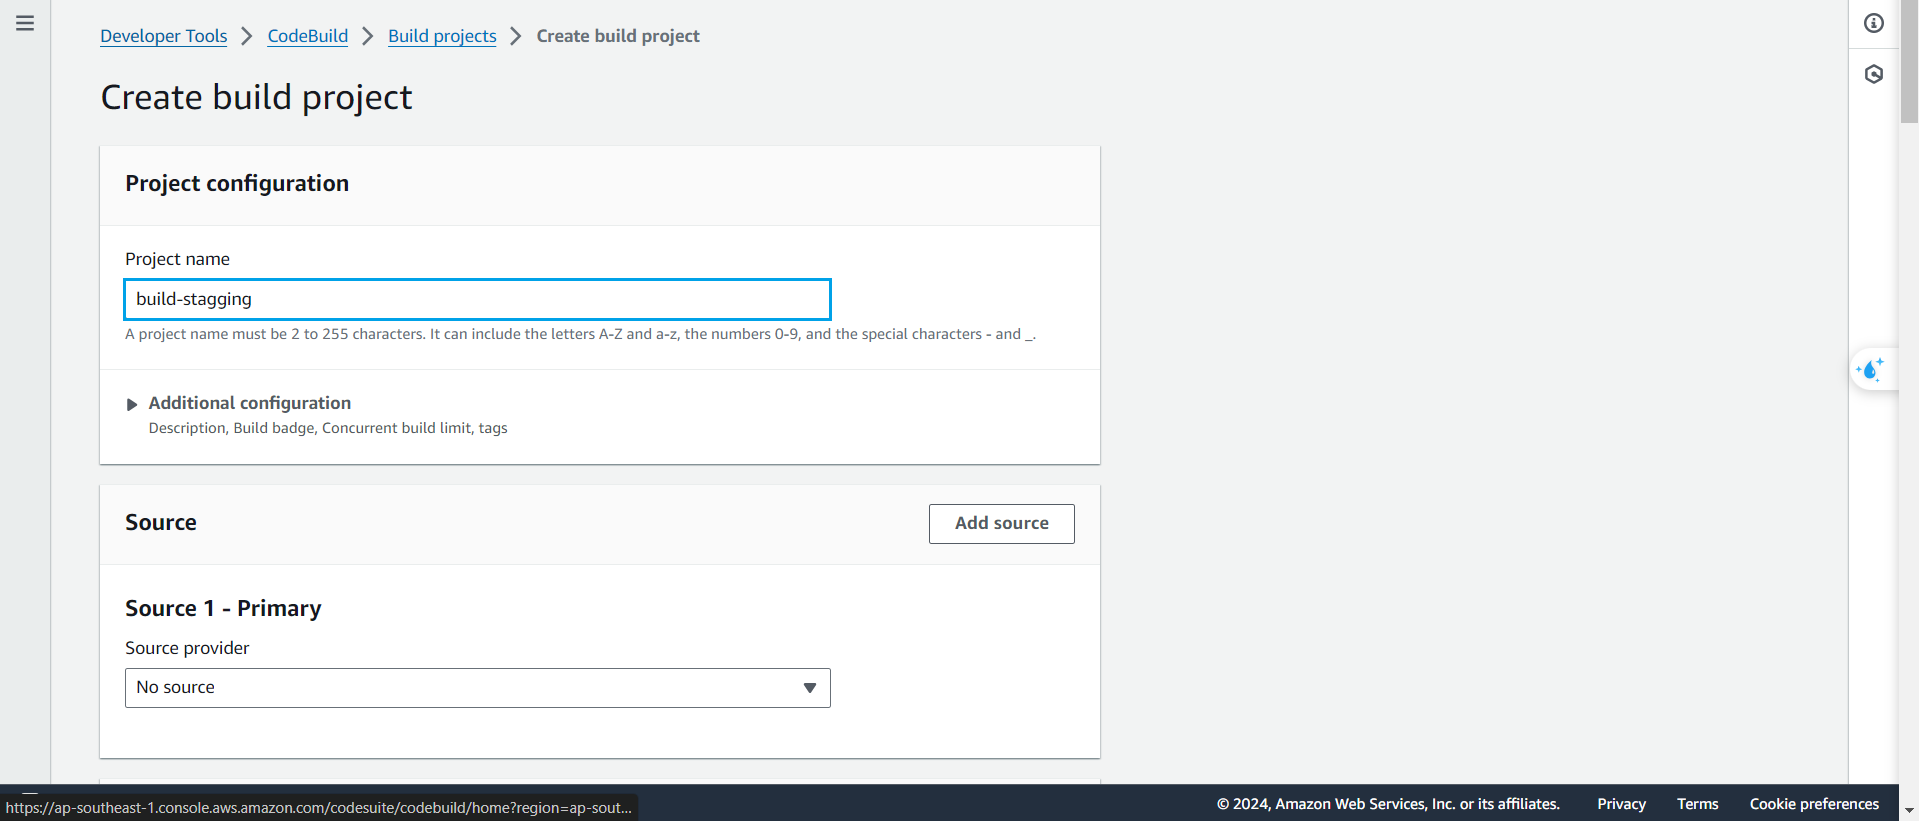 Developer Tools > CodeBuild > Build projects > Create build project
Create build project
Project configuration
Project name
build-stagging
A project name must be 2 to 255 characters. It can include the letters A-Z and a-z, the numbers 0-9, and the special characters - and _.
Additional configuration
Description, Build badge, Concurrent build limit, tags
Source
Add source
Source 1 - Primary
Source provider
No source
https://ap-southeast-1.console.aws.amazon.com/codesuite/codebuild/home?region=ap-sout...
© 2024, Amazon Web Services, Inc. or its affiliates. Privacy Terms Cookie preferences